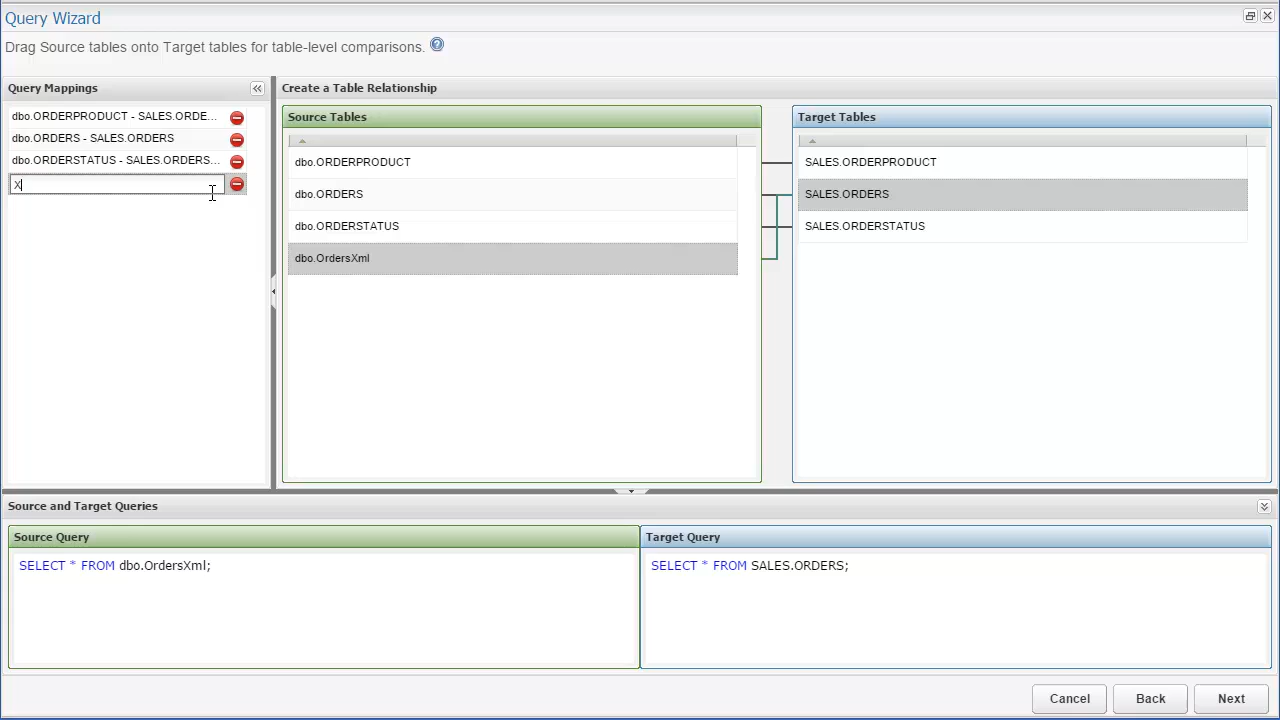 Query Wizard
Drag Source tables onto Target tables for table-level comparisons.
Query Mappings
dbo.ORDERPRODUCT - SALES.ORDE...
dbo.ORDERS - SALES.ORDERS
dbo.ORDERSTATUS - SALES.ORDERS...
X
Create a Table Relationship
Source Tables
dbo.ORDERPRODUCT
dbo.ORDERS
dbo.ORDERSTATUS
dbo.OrdersXml
Target Tables
SALES.ORDERPRODUCT
SALES.ORDERS
SALES.ORDERSTATUS
Source and Target Queries
Source Query
SELECT * FROM dbo.OrdersXml;
Target Query
SELECT * FROM SALES.ORDERS;
Cancel
Back
Next